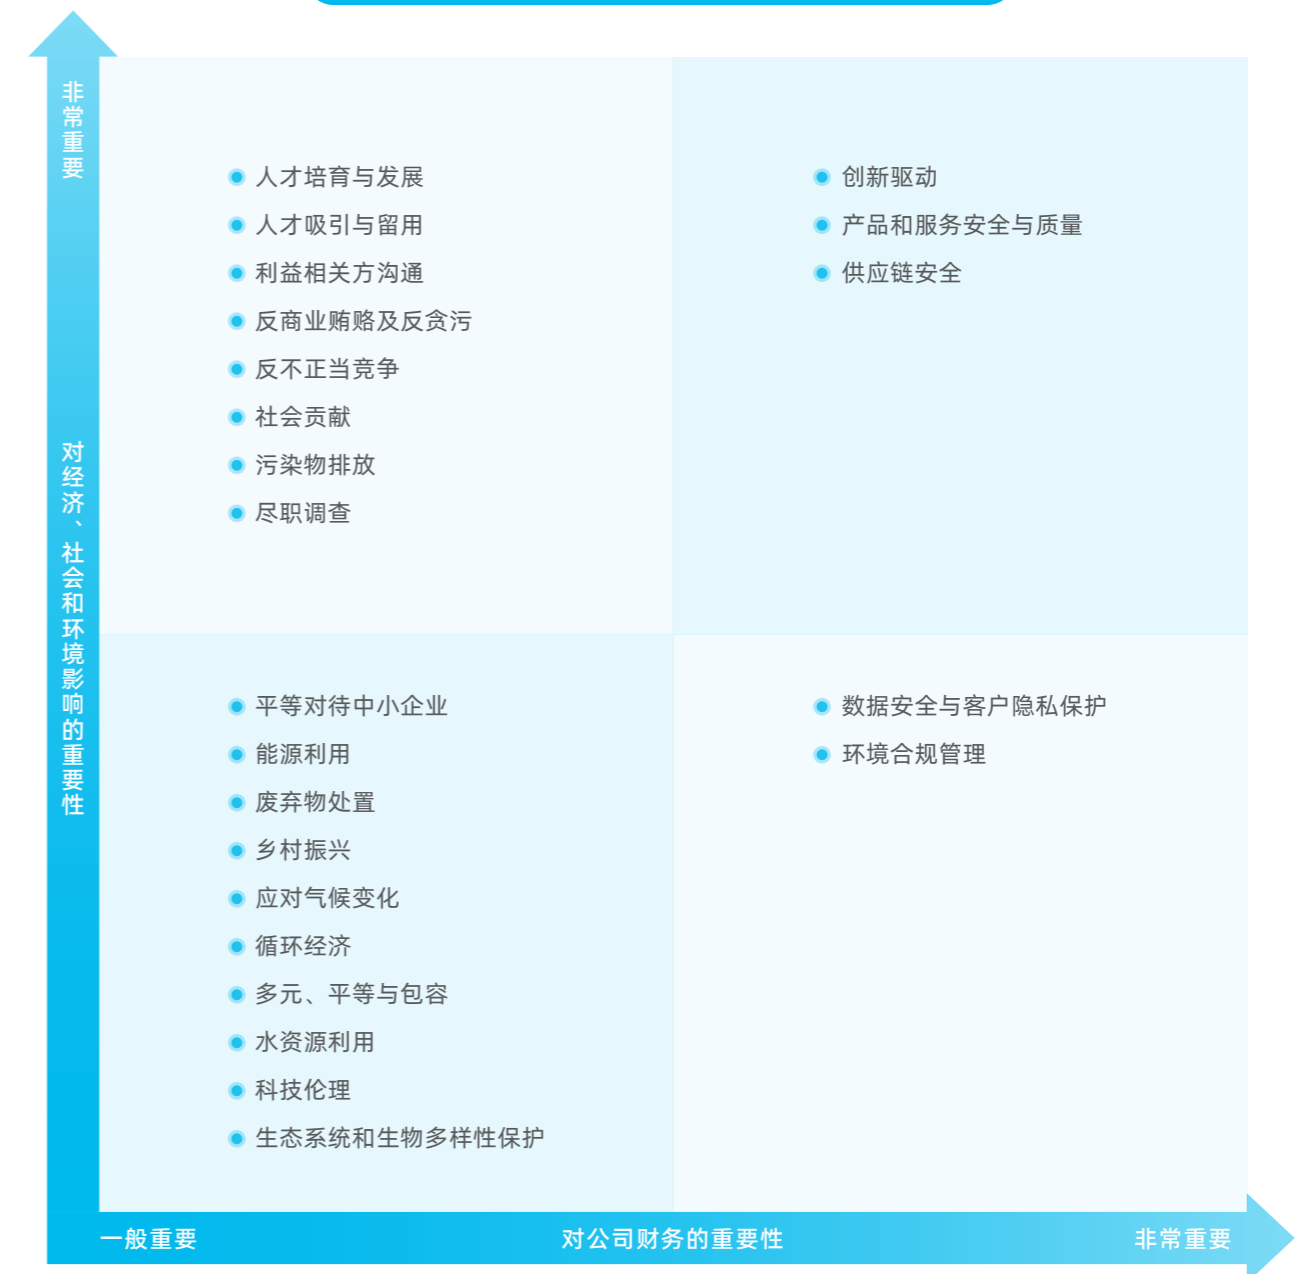 非常重要
对经济、社会和环境影响的重要性
人才培育与发展
人才吸引与留用
利益相关方沟通
反商业贿赂及反贪污
反不正当竞争
社会贡献
污染物排放
尽职调查
创新驱动
产品和服务安全与质量
供应链安全
平等对待中小企业
能源利用
废弃物处置
乡村振兴
应对气候变化
循环经济
多元、平等与包容
水资源利用
科技伦理
生态系统和生物多样性保护
数据安全与客户隐私保护
环境合规管理
一般重要
对公司财务的重要性
非常重要